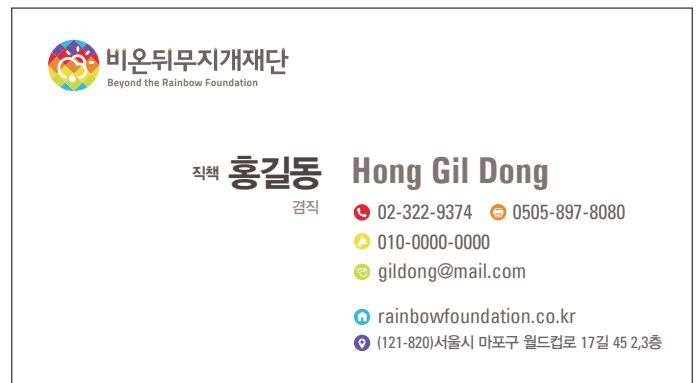 비온뒤무지개재단
Beyond the Rainbow Foundation
직책 홍길동 Hong Gil Dong
겸직
02-322-9374 0505-897-8080
010-0000-0000
gildong@mail.com
rainbowfoundation.co.kr
(121-820)서울시 마포구 월드컵로 17길 45 2,3층